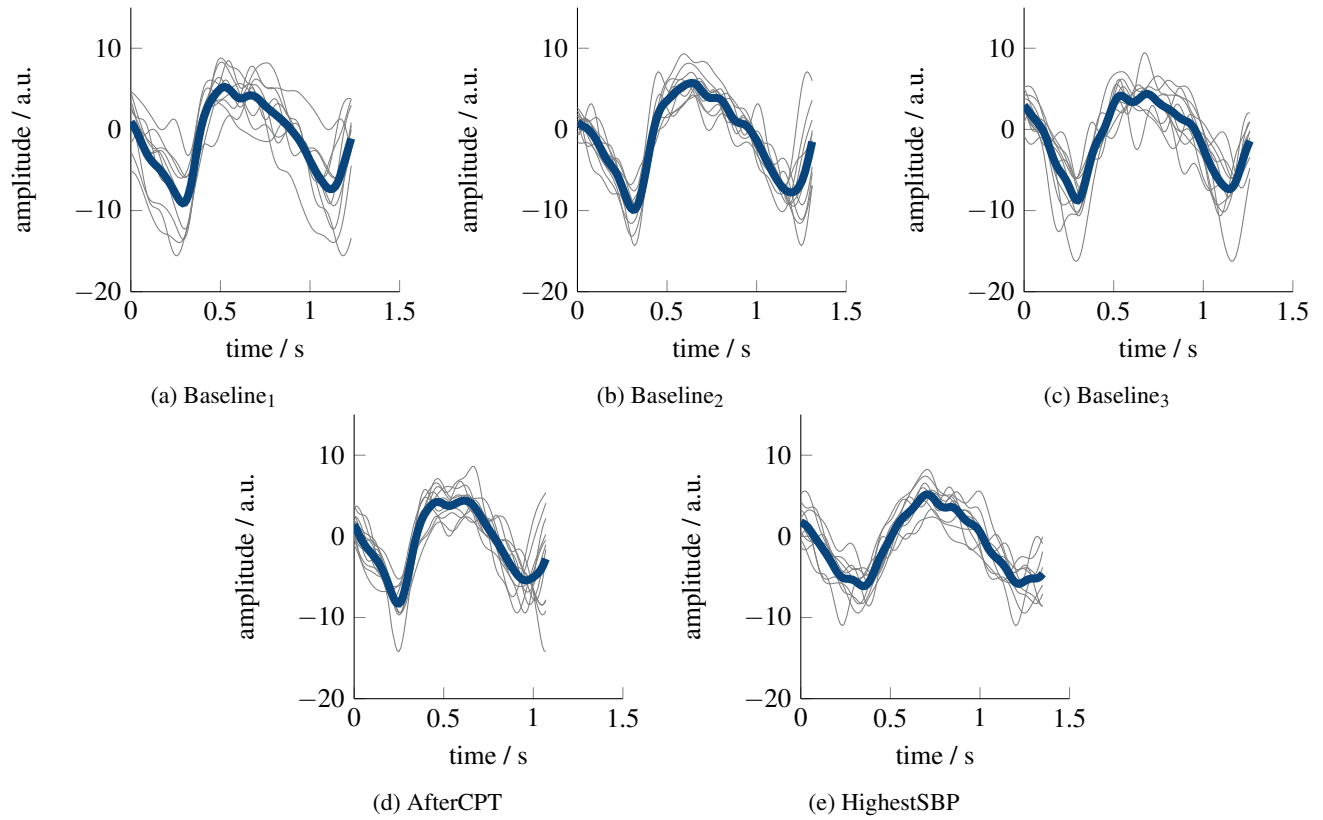 10
0
−10
−20
0
0.5
1
1.5
amplitude / a.u.
time / s
(a) Baseline1
10
0
−10
−20
0
0.5
1
1.5
amplitude / a.u.
time / s
(b) Baseline2
10
0
−10
−20
0
0.5
1
1.5
amplitude / a.u.
time / s
(c) Baseline3
10
0
−10
−20
0
0.5
1
1.5
amplitude / a.u.
time / s
(d) AfterCPT
10
0
−10
−20
0
0.5
1
1.5
amplitude / a.u.
time / s
(e) HighestSBP